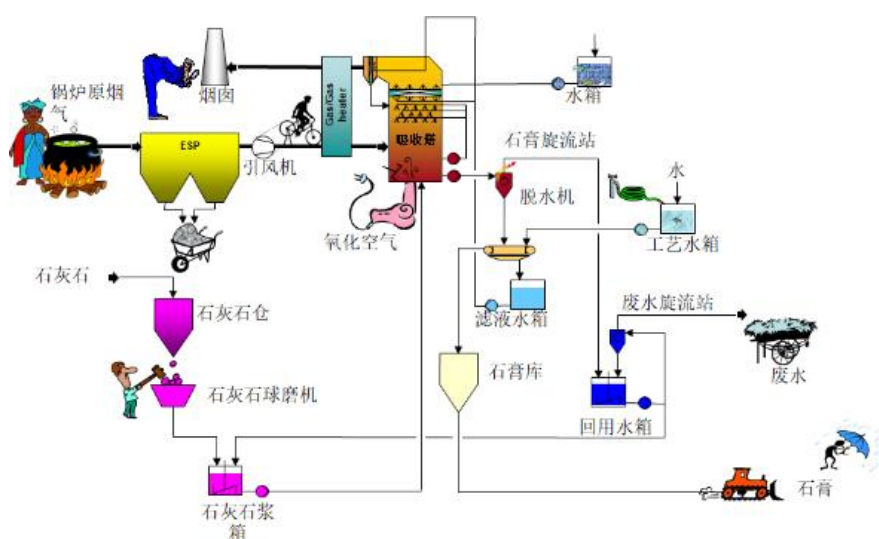 锅炉原烟
气
烟囱
ESP
引风机
Gas/Gas
heater
吸收塔
水箱
石膏旋流站
脱水机
水
工艺水箱
氧化空气
石灰石
石灰石仓
滤液水箱
废水旋流站
废水
石膏库
石灰石球磨机
回用水箱
石膏
石灰石浆
箱